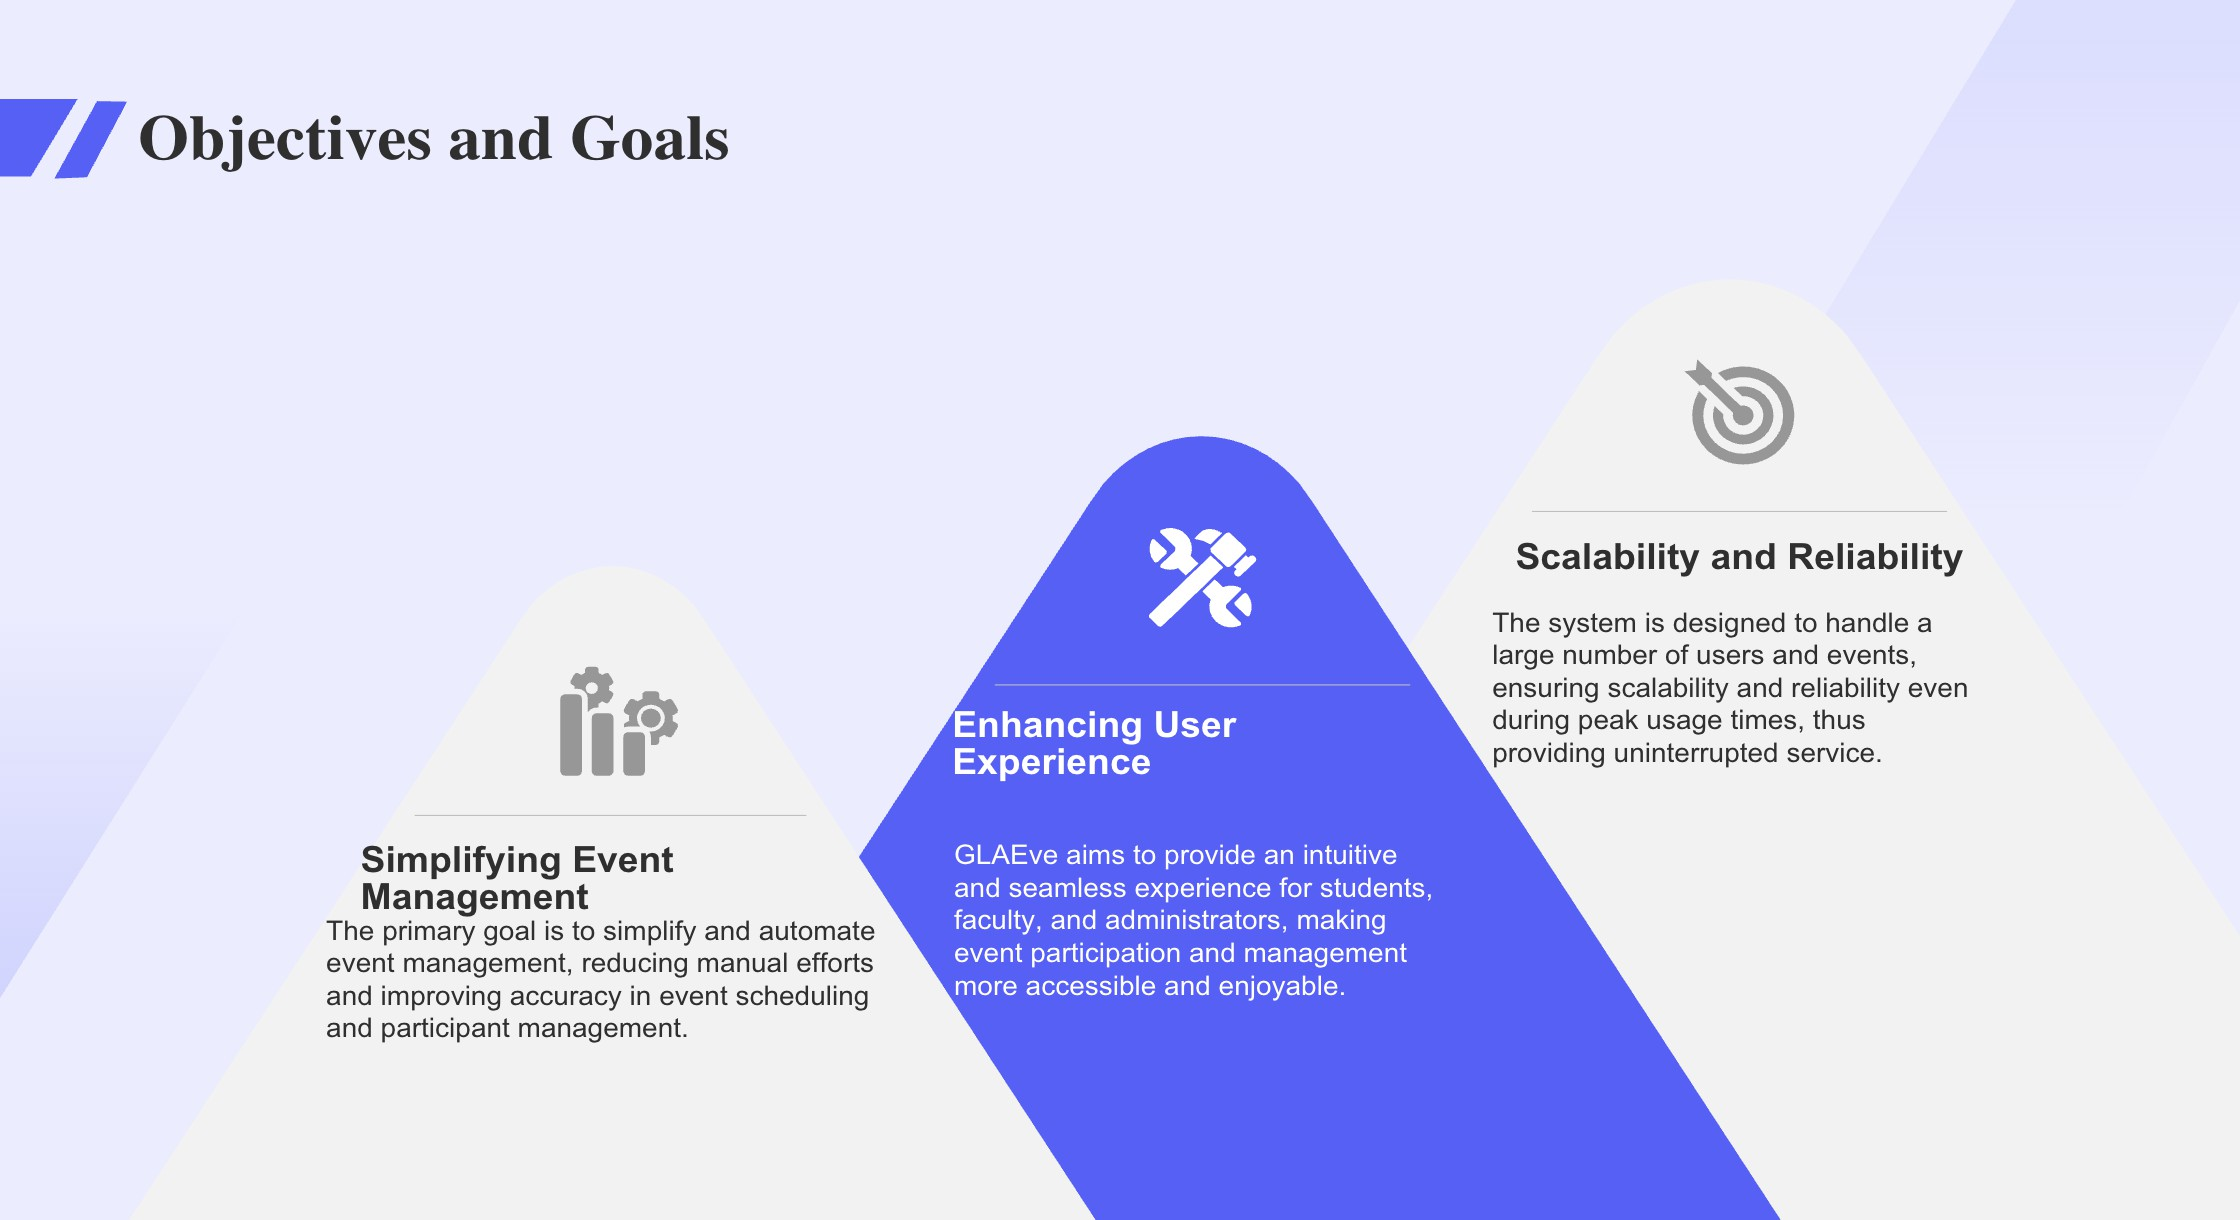 Objectives and Goals
Simplifying Event
Management
The primary goal is to simplify and automate
event management, reducing manual efforts
and improving accuracy in event scheduling
and participant management.
Enhancing User
Experience
GLAEve aims to provide an intuitive
and seamless experience for students,
faculty, and administrators, making
event participation and management
more accessible and enjoyable.
Scalability and Reliability
The system is designed to handle a
large number of users and events,
ensuring scalability and reliability even
during peak usage times, thus
providing uninterrupted service.